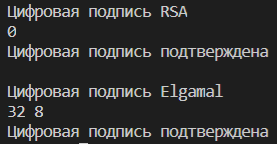 Цифровая подпись RSA
0
Цифровая подпись подтверждена
Цифровая подпись Elgamal
32 8
Цифровая подпись подтверждена